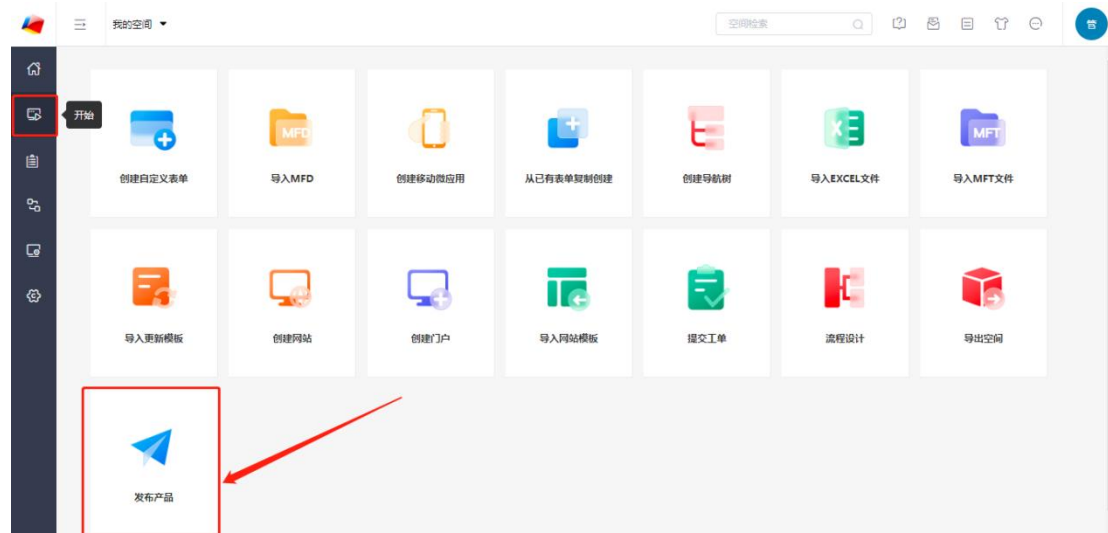 我的空间
空间检索
管
开始
MFD
MFT
创建自定义表单
导入MFD
创建移动微应用
从已有表单复制创建
创建导航树
导入EXCEL文件
导入MFT文件
导入更新模板
创建网站
创建门户
导入网站模板
提交工单
流程设计
导出空间
发布产品